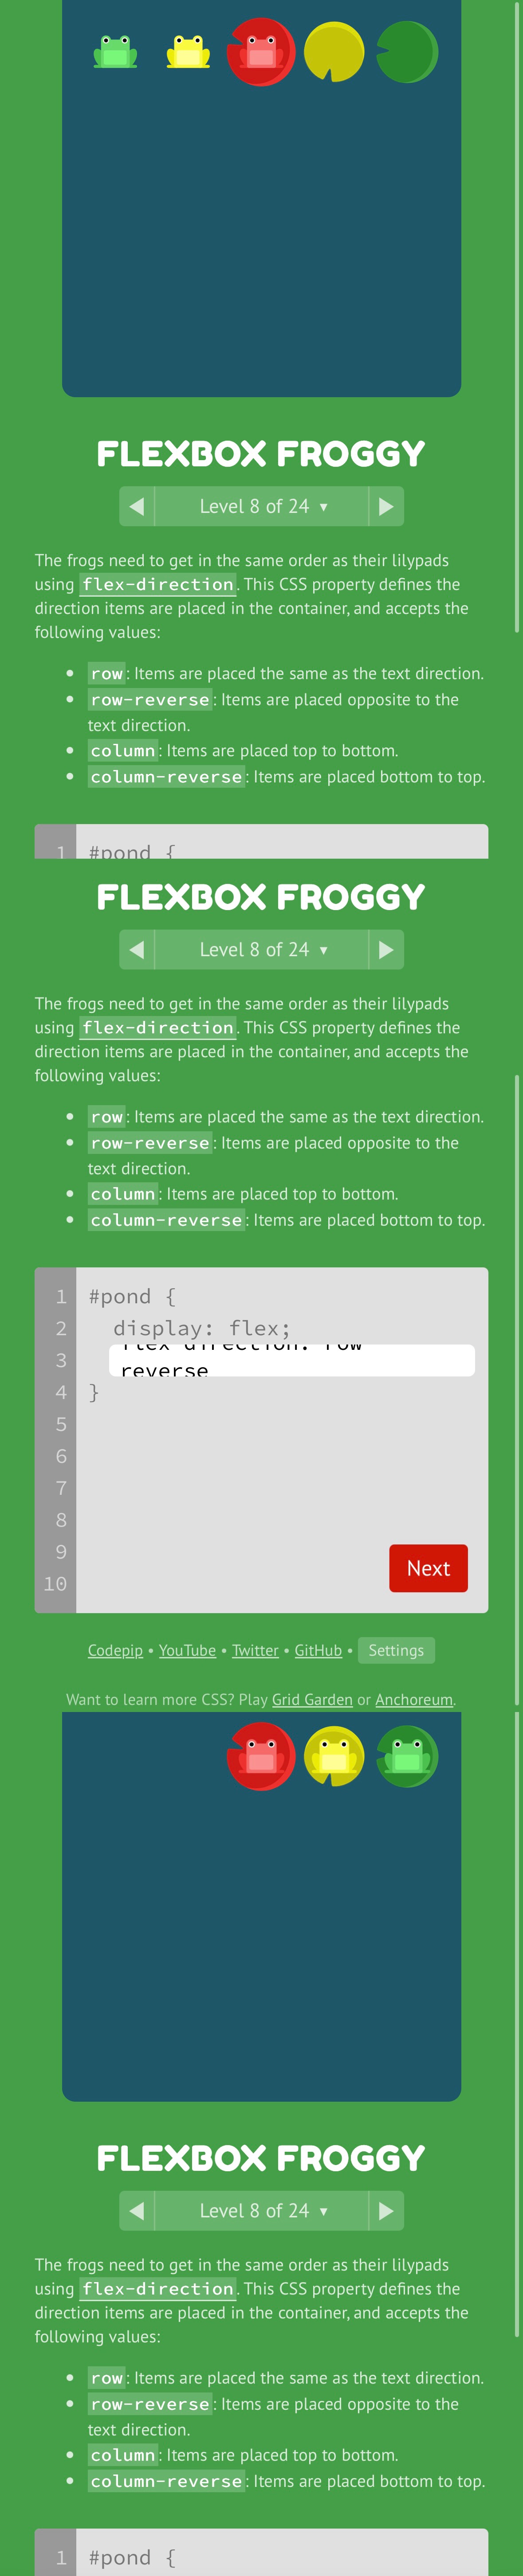 FLEXBOX FROGGY
Level 8 of 24 ▼
The frogs need to get in the same order as their lilypads
using flex-direction. This CSS property defines the
direction items are placed in the container, and accepts the
following values:
• row: Items are placed the same as the text direction.
• row-reverse: Items are placed opposite to the
text direction.
• column: Items are placed top to bottom.
• column-reverse: Items are placed bottom to top.
1 #pond {
FLEXBOX FROGGY
Level 8 of 24 ▼
The frogs need to get in the same order as their lilypads
using flex-direction. This CSS property defines the
direction items are placed in the container, and accepts the
following values:
• row: Items are placed the same as the text direction.
• row-reverse: Items are placed opposite to the
text direction.
• column: Items are placed top to bottom.
• column-reverse: Items are placed bottom to top.
1 #pond {
2 display: flex;
3 flex-direction: row-
reverse
4 }
5
6
7
8
9
10
Next
Codepip • YouTube • Twitter • GitHub • Settings
Want to learn more CSS? Play Grid Garden or Anchoreum.
FLEXBOX FROGGY
Level 8 of 24 ▼
The frogs need to get in the same order as their lilypads
using flex-direction. This CSS property defines the
direction items are placed in the container, and accepts the
following values:
• row: Items are placed the same as the text direction.
• row-reverse: Items are placed opposite to the
text direction.
• column: Items are placed top to bottom.
• column-reverse: Items are placed bottom to top.
1 #pond {